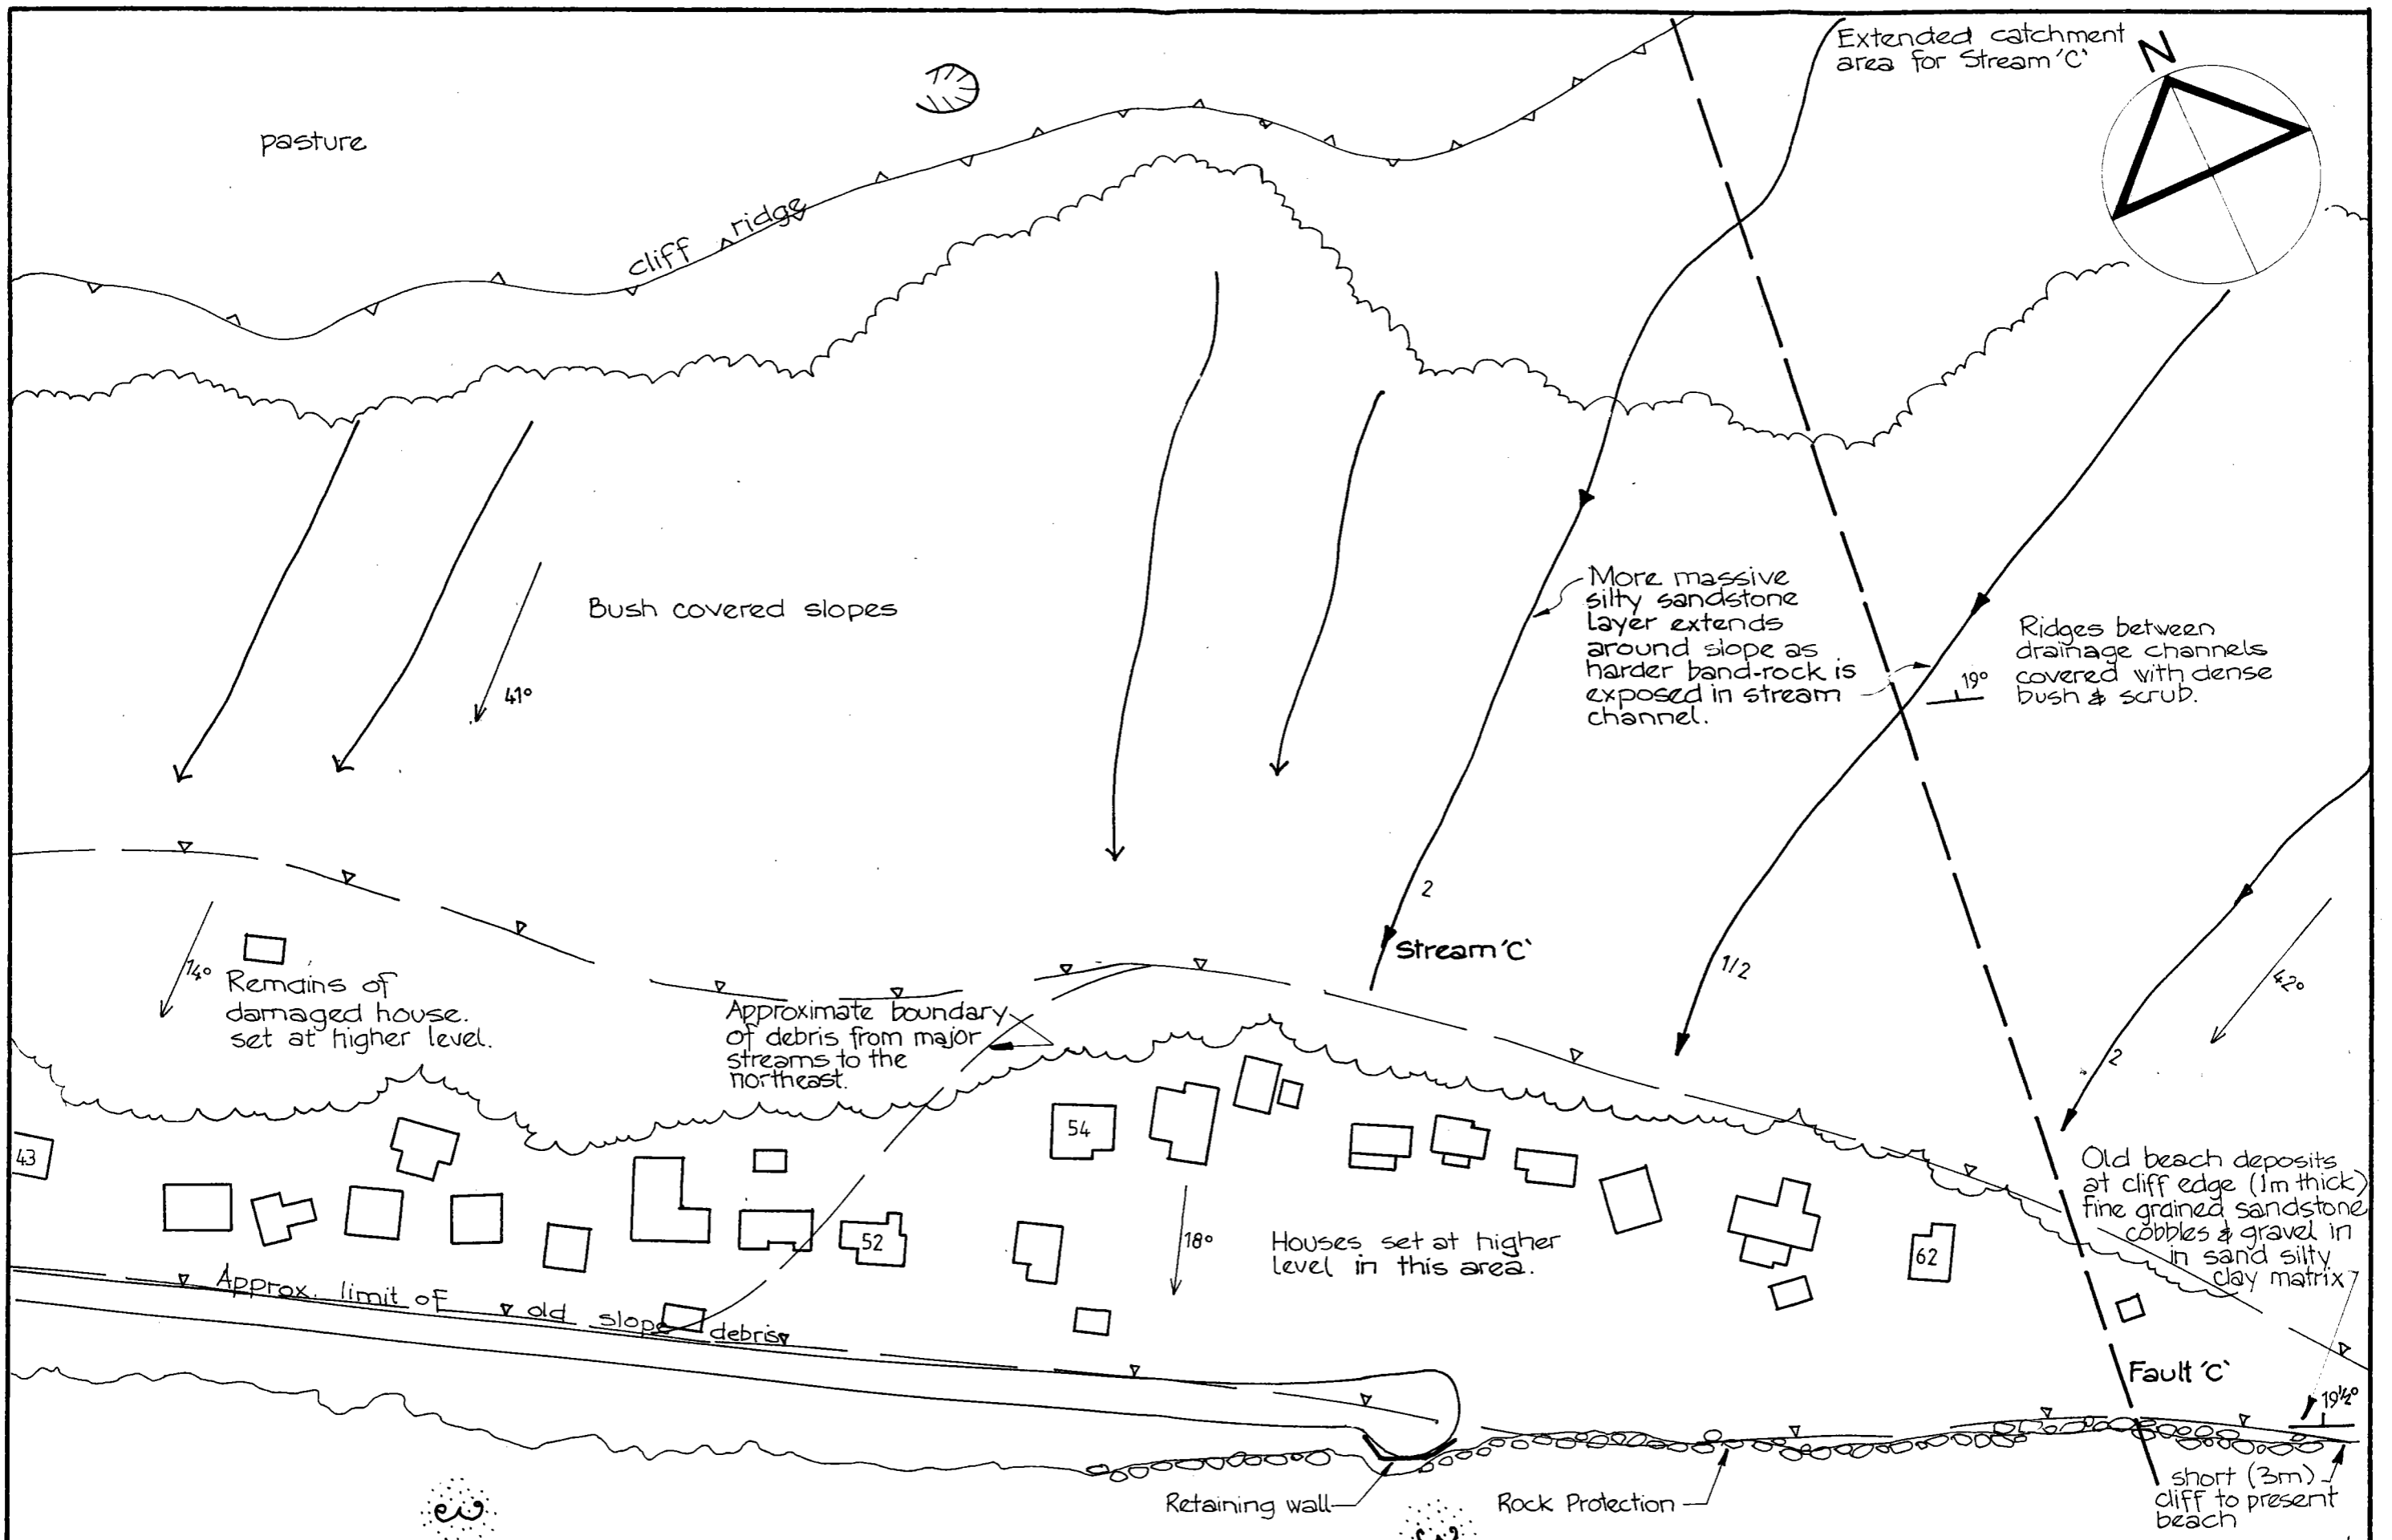 Extended catchment
area for Stream 'C'
N
pasture
cliff ridge
More massive
silty sandstone
layer extends
around slope as
harder band-rock is
exposed in stream
channel.
Bush covered slopes
Ridges between
drainage channels
covered with dense
bush & scrub.
19°
41°
2
Stream 'C'
1/2
42°
2
14°
Remains of
damaged house.
set at higher level.
Approximate boundary
of debris from major
streams to the
northeast.
43
54
52
18°
Houses set at higher
level in this area.
62
Old beach deposits
at cliff edge (1m thick)
fine grained sandstone
cobbles & gravel in
in sand silty
clay matrix
Approx. limit of old slope debris
Fault 'C'
19½°
Retaining wall
Rock Protection
short (3m)
cliff to present
beach